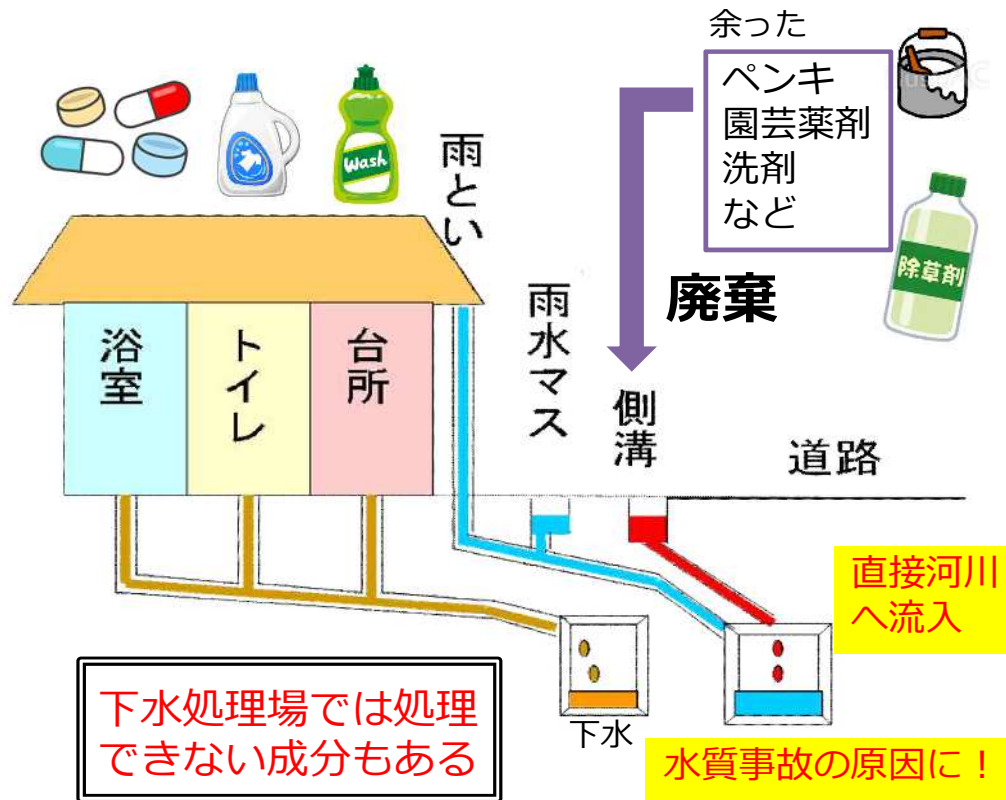 余った
ペンキ
園芸薬剤
洗剤
など
Wash
雨とい
除草剤
廃棄
浴室
トイレ
台所
雨水マス
側溝
道路
直接河川
へ流入
下水処理場では処理
できない成分もある
下水
水質事故の原因に！